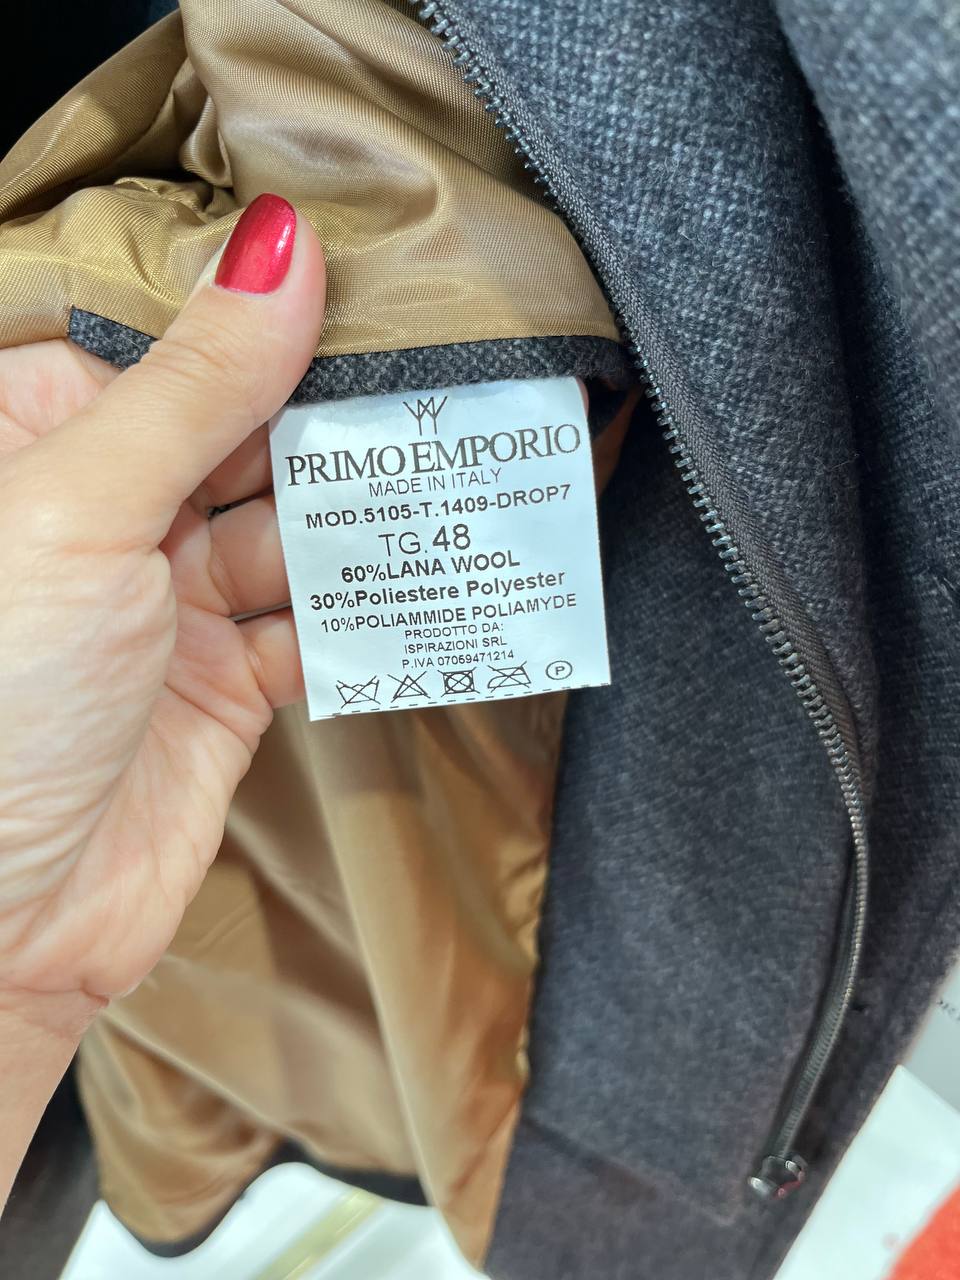 PRIMO EMPORIO
MADE IN ITALY
MOD.5105-T.1409-DROP7
TG.48
60%LANA WOOL
30%Poliestere Polyester
10%POLIAMMIDE POLIAMYDE
PRODOTTO DA:
ISPIRAZIONI SRL
P.IVA 07059471214
P